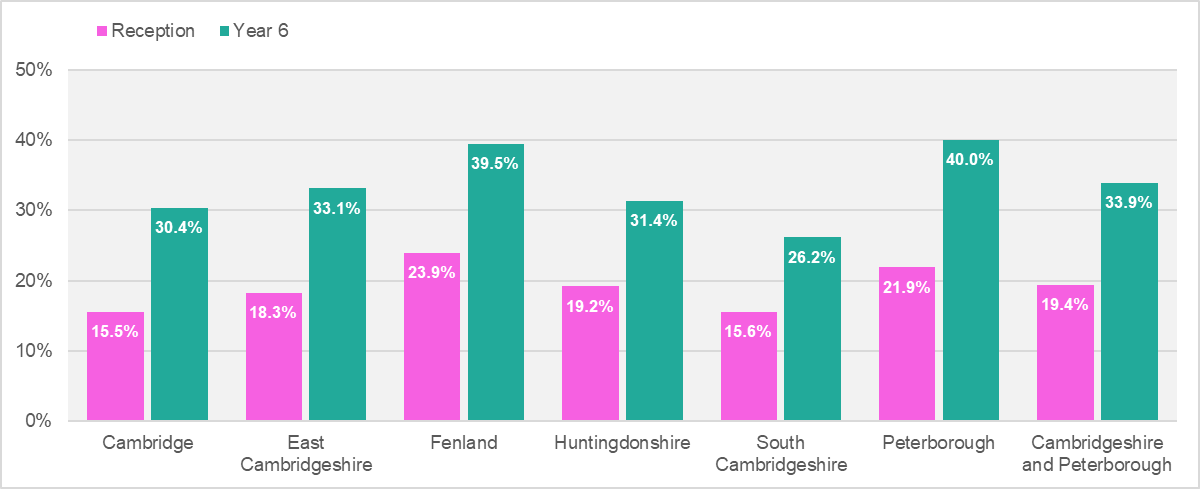 Reception Year 6
50%
40%
30%
20%
10%
0%
15.5% 30.4%
18.3% 33.1%
23.9% 39.5%
19.2% 31.4%
15.6% 26.2%
21.9% 40.0%
19.4% 33.9%
Cambridge
East
Cambridgeshire
Fenland
Huntingdonshire
South
Cambridgeshire
Peterborough
Cambridgeshire
and Peterborough